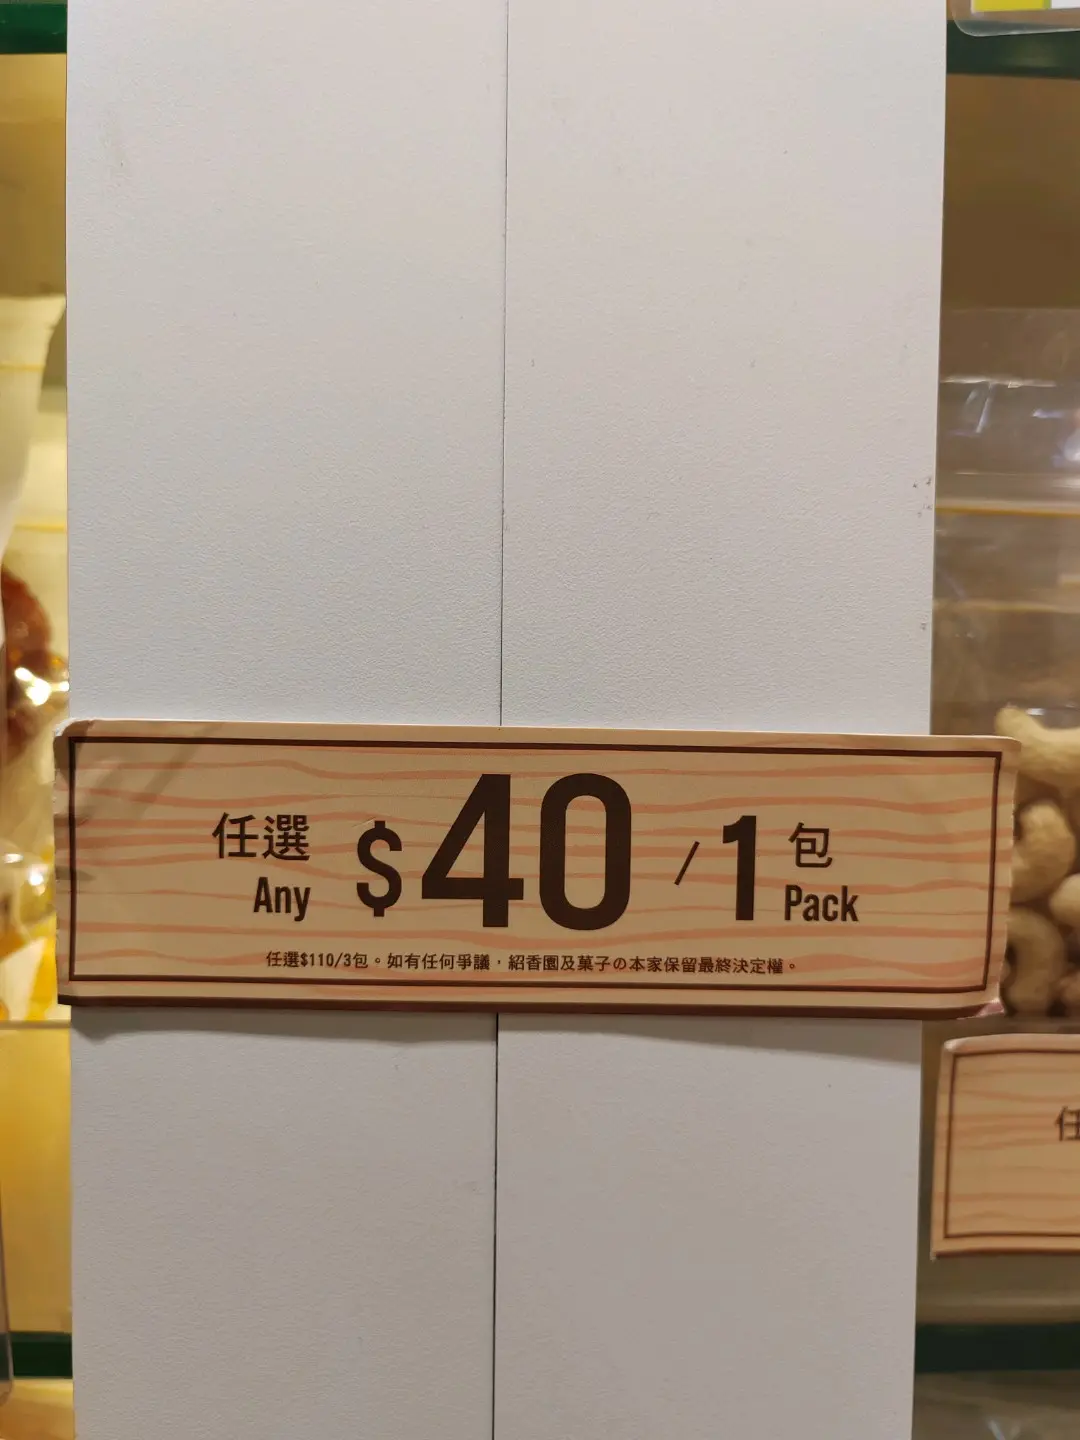 任選 $40 / 1 包
Any Pack
任選$110/3包。如有任何爭議，紹香園及菓子の本家保留最終決定權。
任